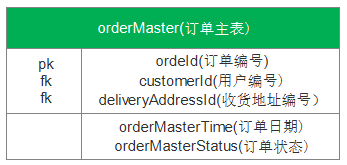 orderMaster(订单主表)
pk ordeId(订单编号)
fk customerId(用户编号)
fk deliveryAddressId(收货地址编号)
orderMasterTime(订单日期)
orderMasterStatus(订单状态)